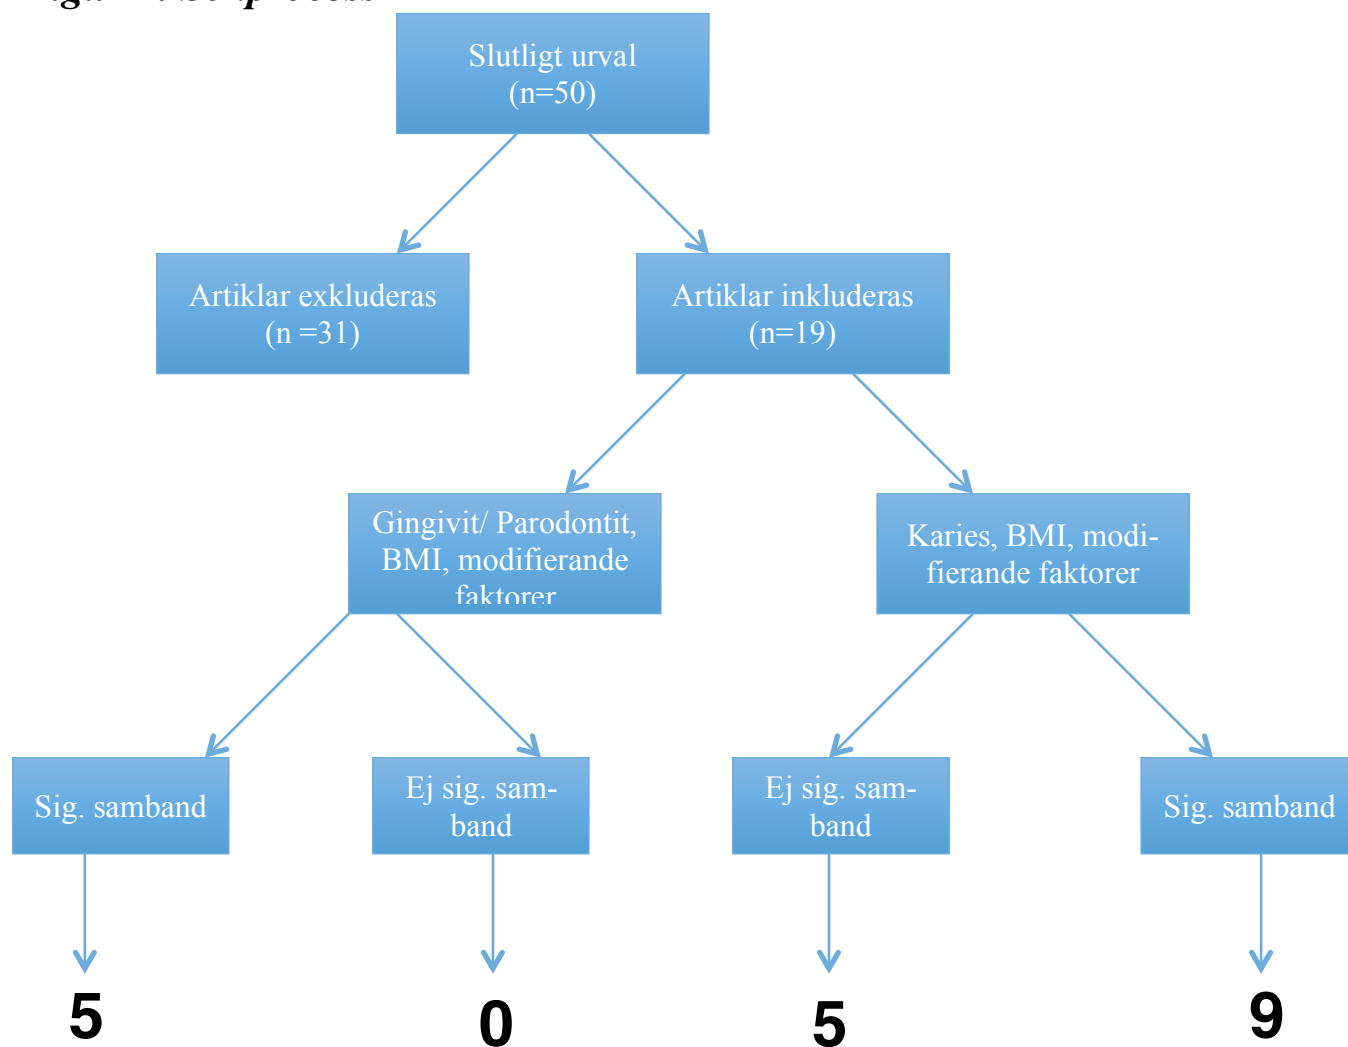 Slutligt urval
(n=50)
Artiklar exkluderas
(n =31)
Artiklar inkluderas
(n=19)
Gingivit/ Parodontit,
BMI, modifierande
faktorer
Karies, BMI, modi-
fierande faktorer
Sig. samband
Ej sig. sam-
band
Ej sig. sam-
band
Sig. samband
5
0
5
9